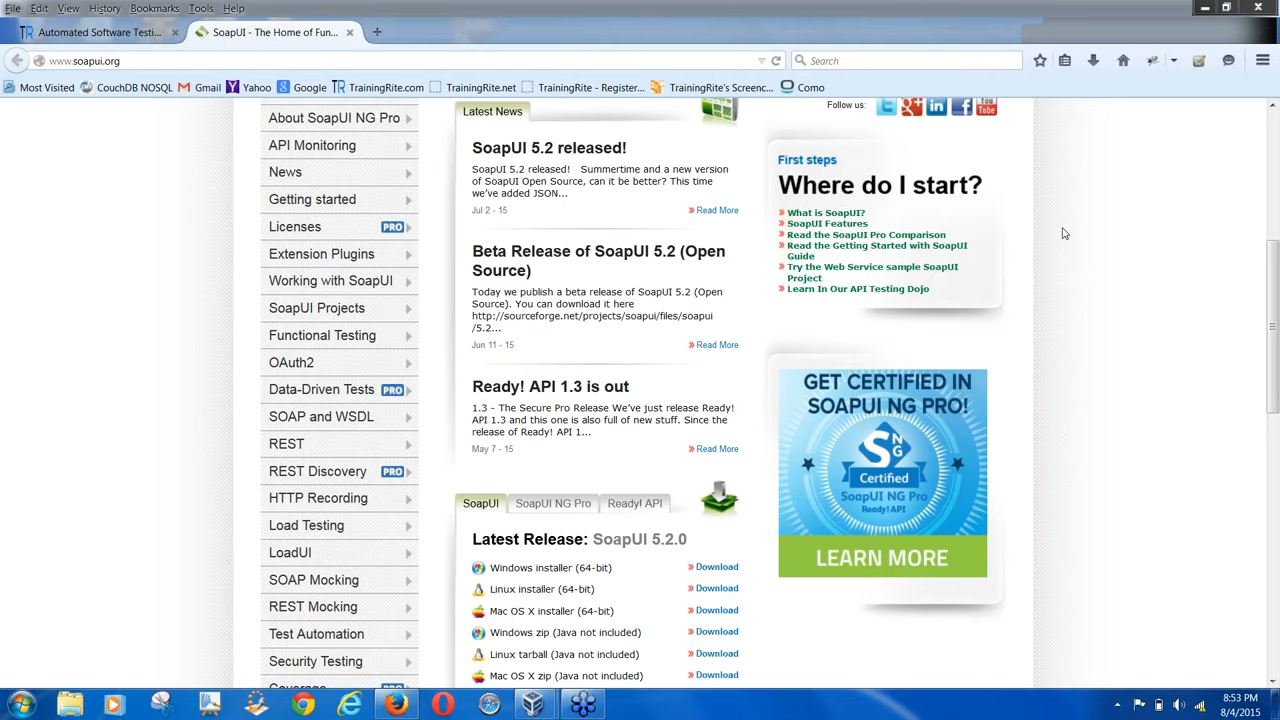 File Edit View History Bookmarks Tools Help
Automated Software Testi...
SoapUI - The Home of Fun...
www.soapui.org
Search
Most Visited
CouchDB NOSQL
Gmail
Yahoo
Google
TrainingRite.com
TrainingRite.net
TrainingRite - Register...
TrainingRite's Screenc...
Como
About SoapUI NG Pro
API Monitoring
News
Getting started
Licenses PRO
Extension Plugins
Working with SoapUI
SoapUI Projects
Functional Testing
OAuth2
Data-Driven Tests PRO
SOAP and WSDL
REST
REST Discovery PRO
HTTP Recording
Load Testing
LoadUI
SOAP Mocking
REST Mocking
Test Automation
Security Testing
Coverage
Latest News
SoapUI 5.2 released!
SoapUI 5.2 released! Summertime and a new version
of SoapUI Open Source, can it be better? This time
we've added JSON...
Jul 2 - 15
Read More
Beta Release of SoapUI 5.2 (Open
Source)
Today we publish a beta release of SoapUI 5.2 (Open
Source). You can download it here
http://sourceforge.net/projects/soapui/files/soapui
/5.2...
Jun 11 - 15
Read More
Ready! API 1.3 is out
1.3 - The Secure Pro Release We've just release Ready!
API 1.3 and this one is also full of new stuff. Since the
release of Ready! API 1...
May 7 - 15
Read More
SoapUI
SoapUI NG Pro
Ready! API
Latest Release: SoapUI 5.2.0
Windows installer (64-bit) Download
Linux installer (64-bit) Download
Mac OS X installer (64-bit) Download
Windows zip (Java not included) Download
Linux tarball (Java not included) Download
Mac OS X zip (Java not included) Download
Follow us:
You
Tube
First steps
Where do I start?
What is SoapUI?
SoapUI Features
Read the SoapUI Pro Comparison
Read the Getting Started with SoapUI
Guide
Try the Web Service sample SoapUI
Project
Learn In Our API Testing Dojo
GET CERTIFIED IN
SOAPUI NG PRO!
S N G
Certified
SoapUI NG Pro
Ready! API
LEARN MORE
8:53 PM
8/4/2015